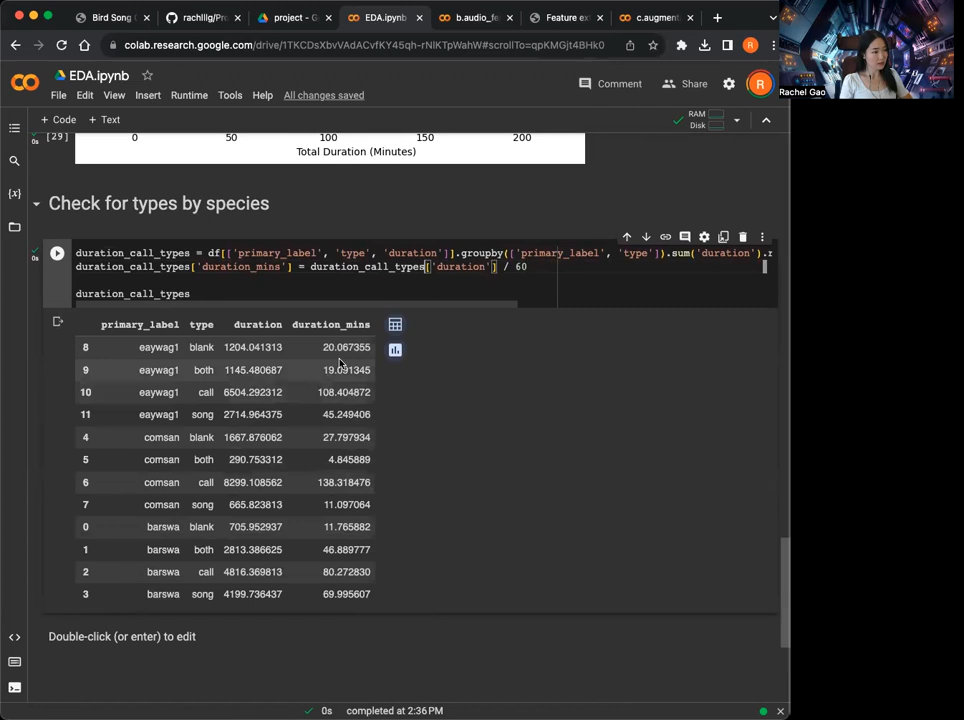 Bird Song C
rachlllg/Pro
project - G
EDA.ipynb
b.audio_fe
Feature ex
c.augment
colab.research.google.com/drive/1TKCDsXbvVAdACvfKY45qh-rNlKTpWahW#scrollTo=qpKMGjt4BHk0
R
EDA.ipynb
File Edit View Insert Runtime Tools Help All changes saved
Comment
Share
R
Rachel Gao
+ Code + Text
RAM
Disk
[29]
0s
0 50 100 150 200
Total Duration (Minutes)
Check for types by species
0s
duration_call_types = df[['primary_label', 'type', 'duration']].groupby(['primary_label', 'type']).sum('duration').r
duration_call_types['duration_mins'] = duration_call_types['duration'] / 60
duration_call_types
primary_label type duration duration_mins
8 eaywag1 blank 1204.041313 20.067355
9 eaywag1 both 1145.480687 19.091345
10 eaywag1 call 6504.292312 108.404872
11 eaywag1 song 2714.964375 45.249406
4 comsan blank 1667.876062 27.797934
5 comsan both 290.753312 4.845889
6 comsan call 8299.108562 138.318476
7 comsan song 665.823813 11.097064
0 barswa blank 705.952937 11.765882
1 barswa both 2813.386625 46.889777
2 barswa call 4816.369813 80.272830
3 barswa song 4199.736437 69.995607
Double-click (or enter) to edit
0s completed at 2:36 PM